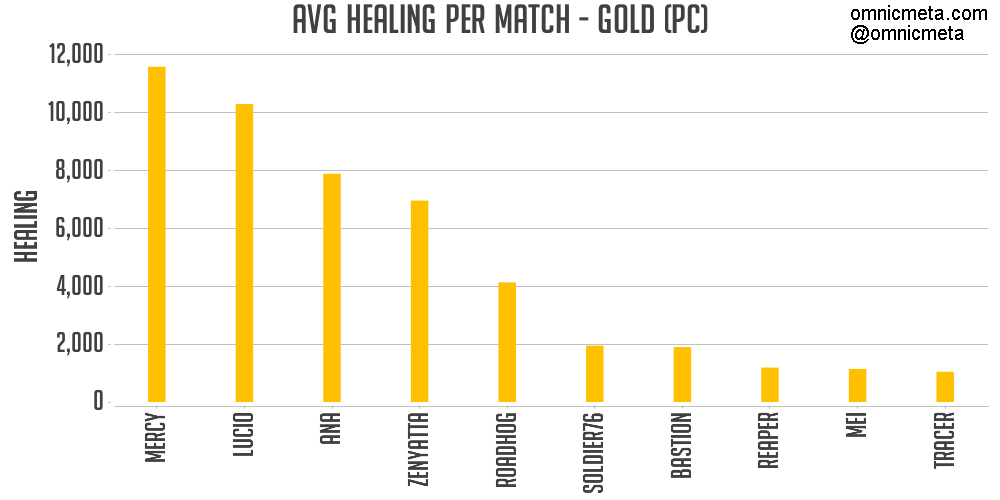 AVG HEALING PER MATCH - GOLD (PC)
omnicmeta.com
@omnicmeta
12,000
10,000
8,000
6,000
4,000
2,000
0
HEALING
MERCY
LUCIO
ANA
ZENYATTA
ROADHOG
SOLDIER76
BASTION
REAPER
MEI
TRACER